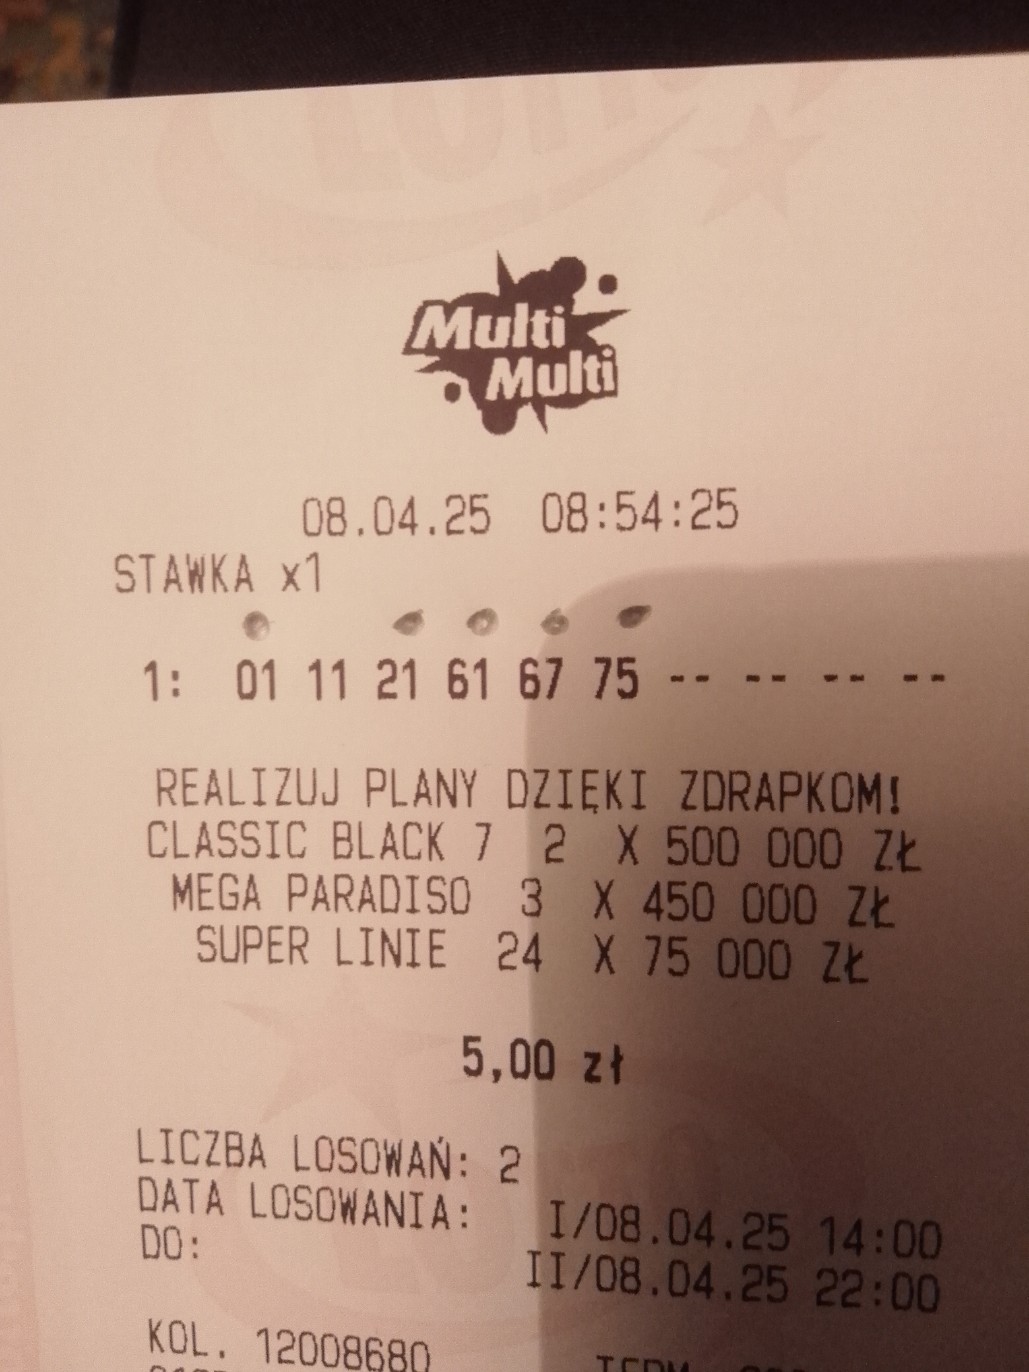 Multi
Multi
08.04.25 08:54:25
STAWKA x1
1: 01 11 21 61 67 75 -- -- -- --
REALIZUJ PLANY DZIĘKI ZDRAPKOM!
CLASSIC BLACK 7 2 X 500 000 ZŁ
MEGA PARADISO 3 X 450 000 ZŁ
SUPER LINIE 24 X 75 000 ZŁ
5,00 zł
LICZBA LOSOWAŃ: 2
DATA LOSOWANIA: I/08.04.25 14:00
DO: II/08.04.25 22:00
KOL. 12008680